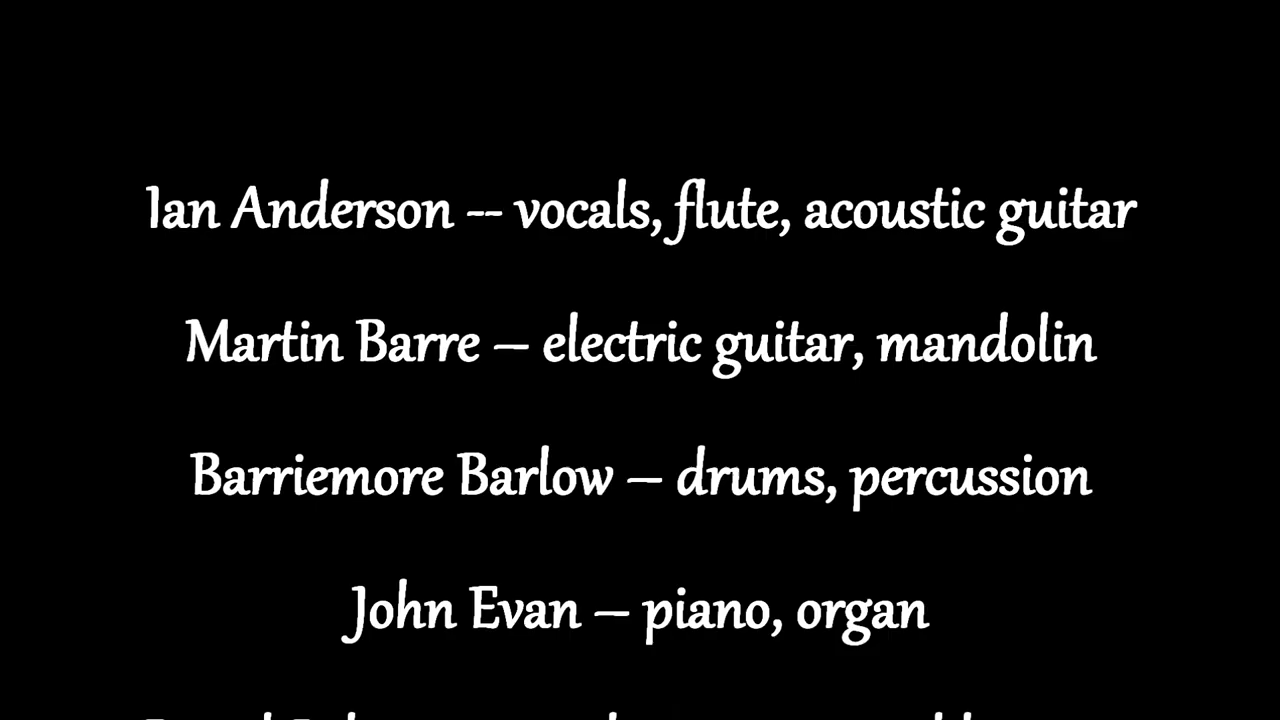 Ian Anderson -- vocals, flute, acoustic guitar
Martin Barre – electric guitar, mandolin
Barriemore Barlow – drums, percussion
John Evan – piano, organ